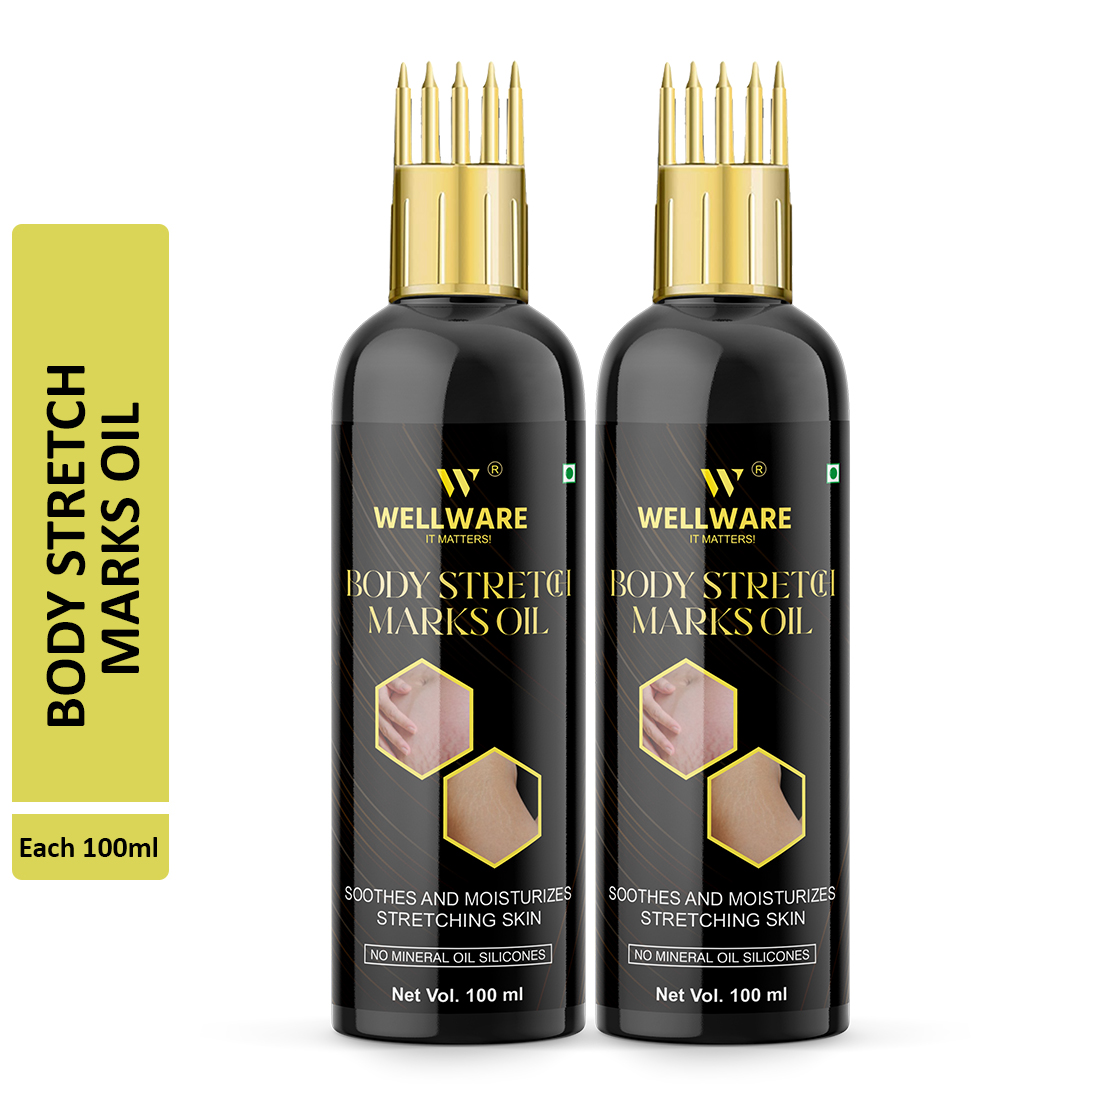 BODY STRETCH
MARKS OIL
Each 100ml
W ®
WELLWARE
IT MATTERS!
BODY STRETCH
MARKS OIL
SOOTHES AND MOISTURIZES
STRETCHING SKIN
NO MINERAL OIL SILICONES
Net Vol. 100 ml
W ®
WELLWARE
IT MATTERS!
BODY STRETCH
MARKS OIL
SOOTHES AND MOISTURIZES
STRETCHING SKIN
NO MINERAL OIL SILICONES
Net Vol. 100 ml